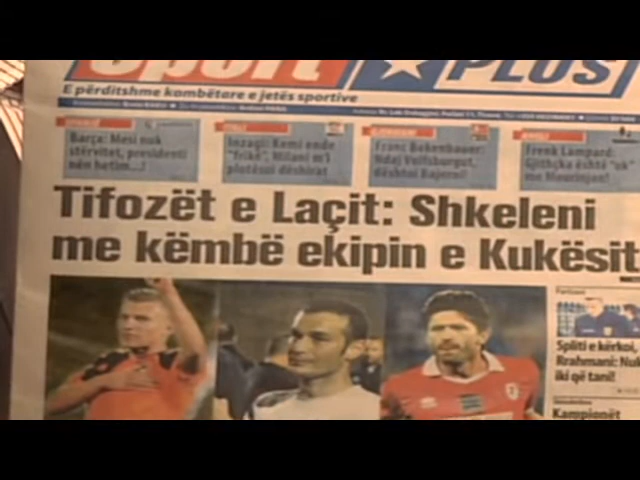 Sport PLUS
E përditshme kombëtare e jetës sportive
Barça: Mesi nuk
stërvitet, presidenti
nën hetim...!
Inzagi: Kemi ende
"frikë", Milani m'i
plotësoi dëshirat
Franc Bekenbauer:
Ndaj Volfsburgut,
dështoi Bajerni!
Frenk Lampard:
Gjithçka është "ok"
me Mourinjon!
Tifozët e Laçit: Shkeleni
me këmbë ekipin e Kukësit
Spliti e kërkoi,
Rrahmani: Nuk
iki që tani!
Kampionët